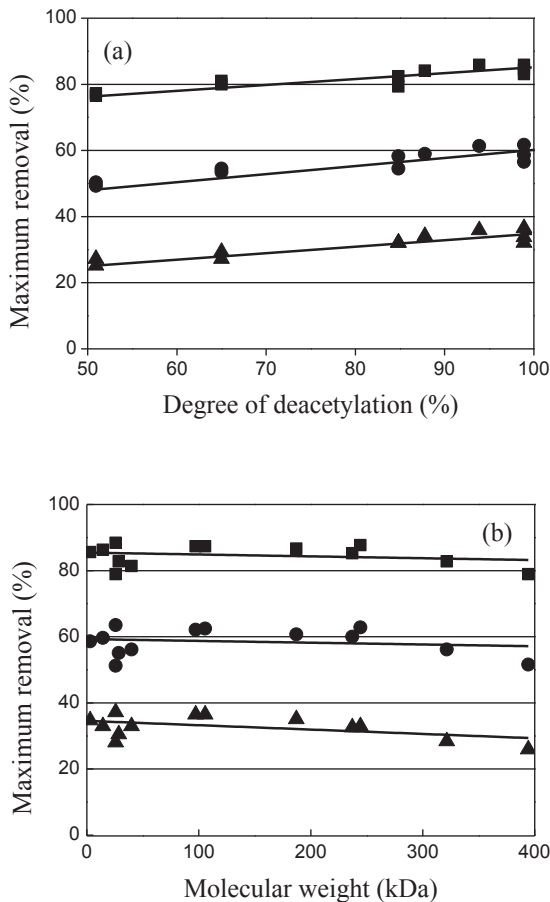 100
(a)
80
60
40
20
0
50 60 70 80 90 100
Maximum removal (%)
Degree of deacetylation (%)
100
(b)
80
60
40
20
0
0 100 200 300 400
Maximum removal (%)
Molecular weight (kDa)